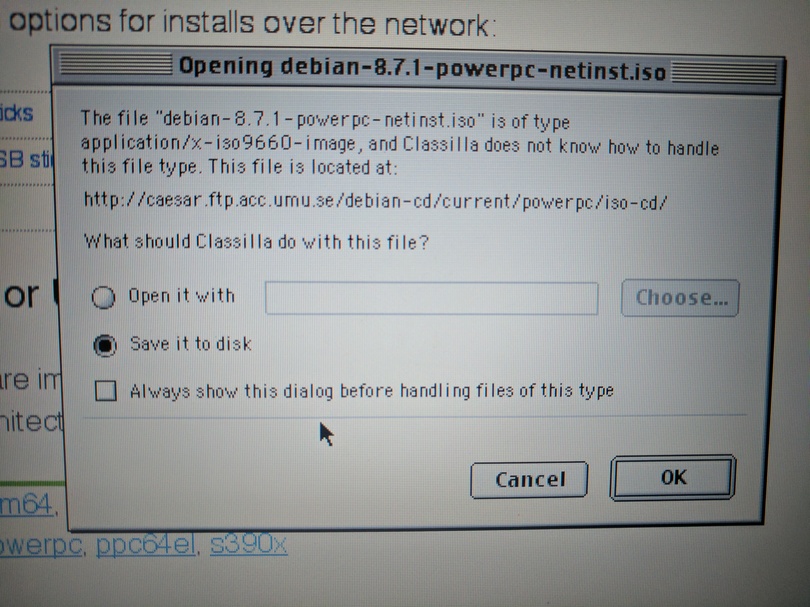 options for installs over the network:
Opening debian-8.7.1-powerpc-netinst.iso
The file "debian-8.7.1-powerpc-netinst.iso" is of type
application/x-iso9660-image, and Classilla does not know how to handle
this file type. This file is located at:
http://caesar.ftp.acc.umu.se/debian-cd/current/powerpc/iso-cd/
What should Classilla do with this file?
Open it with
Choose...
Save it to disk
Always show this dialog before handling files of this type
Cancel
OK
icks
SB sti
or
are im
hitect
m64,
owerpc, ppc64el, s390x